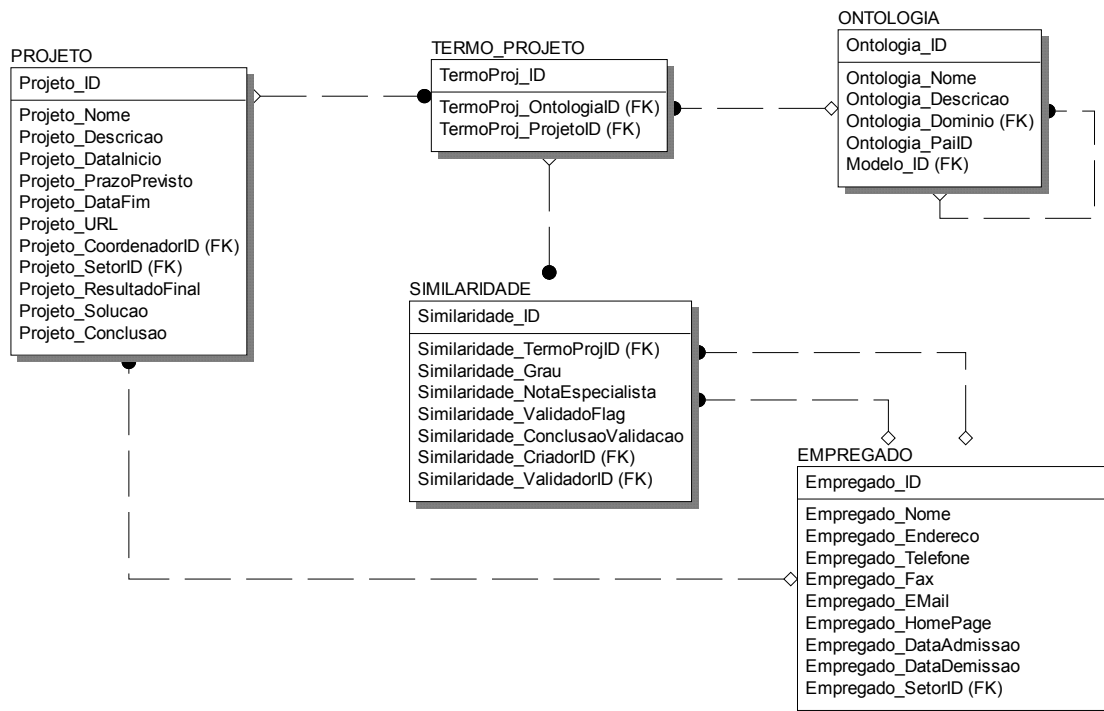 PROJETO
Projeto_ID
Projeto_Nome
Projeto_Descricao
Projeto_DataInicio
Projeto_PrazoPrevisto
Projeto_DataFim
Projeto_URL
Projeto_CoordenadorID (FK)
Projeto_SetorID (FK)
Projeto_ResultadoFinal
Projeto_Solucao
Projeto_Conclusao
TERMO_PROJETO
TermoProj_ID
TermoProj_OntologiaID (FK)
TermoProj_ProjetoID (FK)
ONTOLOGIA
Ontologia_ID
Ontologia_Nome
Ontologia_Descricao
Ontologia_Dominio (FK)
Ontologia_PaiID
Modelo_ID (FK)
SIMILARIDADE
Similaridade_ID
Similaridade_TermoProjID (FK)
Similaridade_Grau
Similaridade_NotaEspecialista
Similaridade_ValidadoFlag
Similaridade_ConclusaoValidacao
Similaridade_CriadorID (FK)
Similaridade_ValidadorID (FK)
EMPREGADO
Empregado_ID
Empregado_Nome
Empregado_Endereco
Empregado_Telefone
Empregado_Fax
Empregado_EMail
Empregado_HomePage
Empregado_DataAdmissao
Empregado_DataDemissao
Empregado_SetorID (FK)